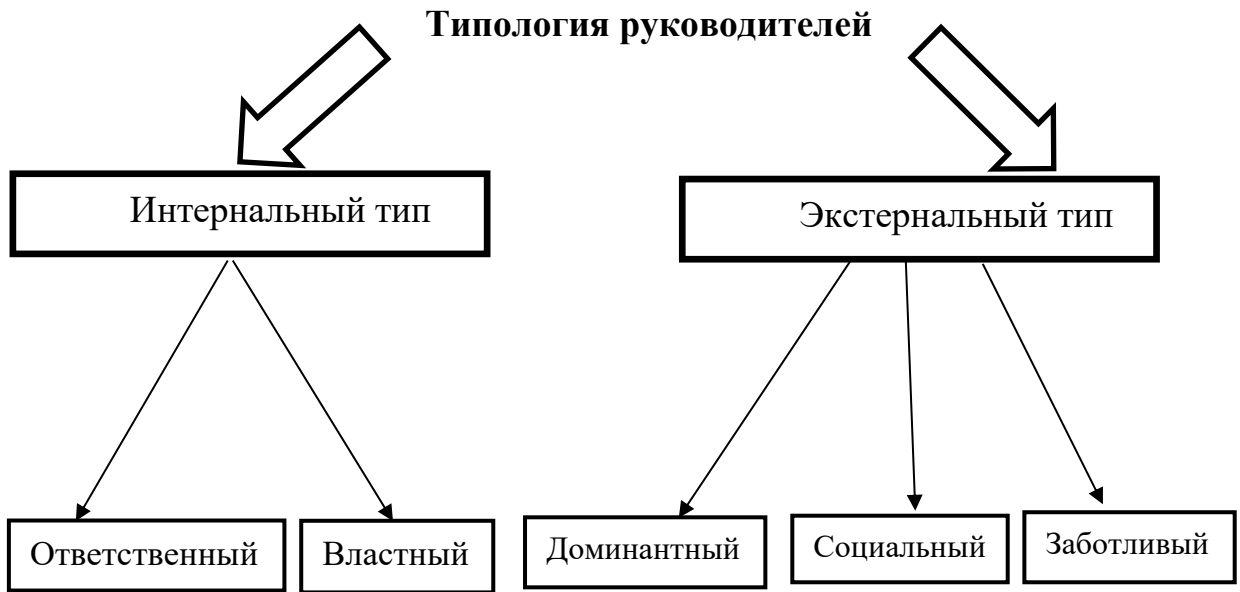 Типология руководителей
Интернальный тип
Экстернальный тип
Ответственный
Властный
Доминантный
Социальный
Заботливый